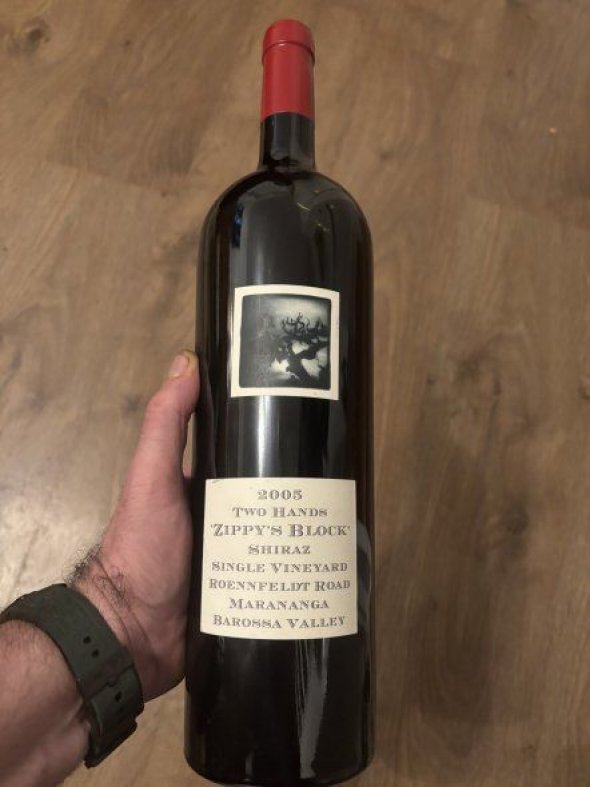 2005
Two Hands
'Zippy's Block'
Shiraz
Single Vineyard
Roennfeldt Road
Marananga
Barossa Valley